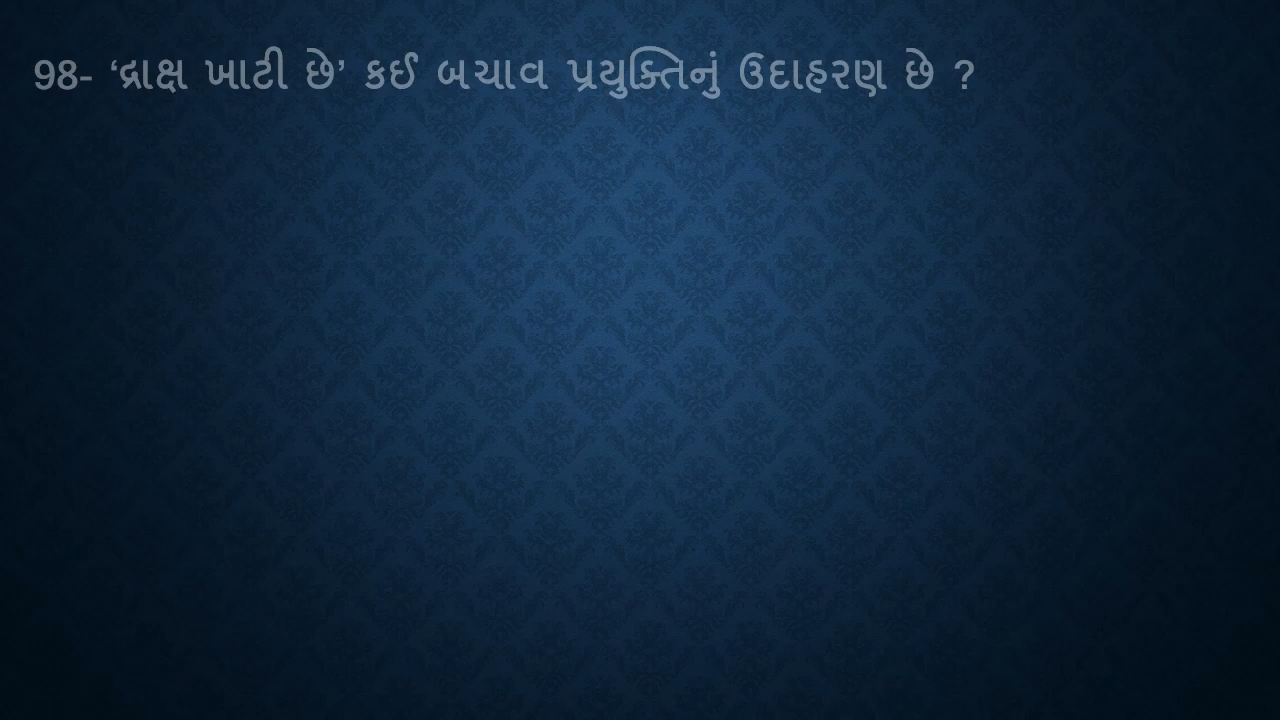 98- ‘દ્રાક્ષ ખાટી છે’ કઈ બચાવ પ્રયુક્તિનું ઉદાહરણ છે ?